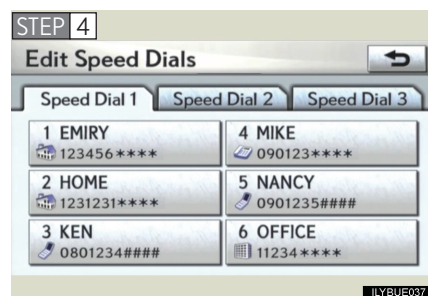 STEP 4
Edit Speed Dials
Speed Dial 1 Speed Dial 2 Speed Dial 3
1 EMIRY
123456****
2 HOME
1231231****
3 KEN
0801234####
4 MIKE
090123****
5 NANCY
0901235####
6 OFFICE
11234****
ILYBUE037